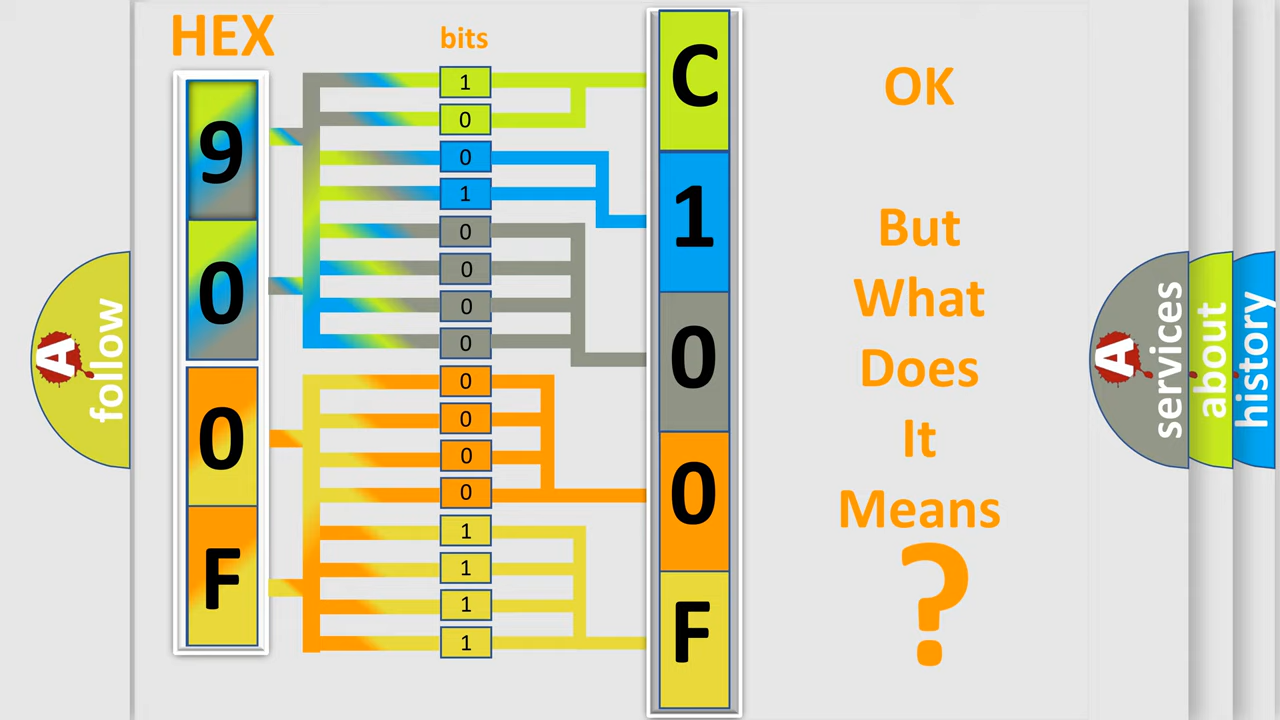 HEX
bits
9
0
0
F
1
0
0
1
0
0
0
0
0
0
0
0
1
1
1
1
C
1
0
0
F
OK
But
What
Does
It
Means
?
A
follow
A
services
about
history